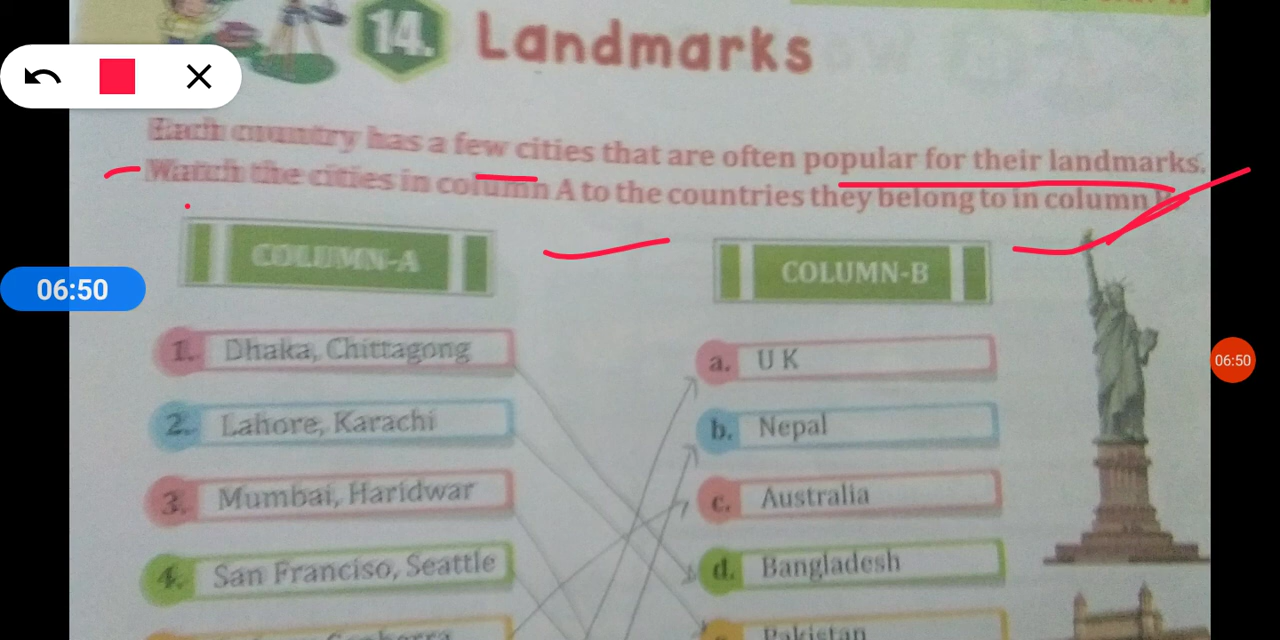 14. Landmarks
Each country has a few cities that are often popular for their landmarks.
Match the cities in column A to the countries they belong to in column B.
06:50
COLUMN-A
COLUMN-B
1. Dhaka, Chittagong
a. U K
06:50
2. Lahore, Karachi
b. Nepal
3. Mumbai, Haridwar
c. Australia
4. San Franciso, Seattle
d. Bangladesh
Canberra
Pakistan